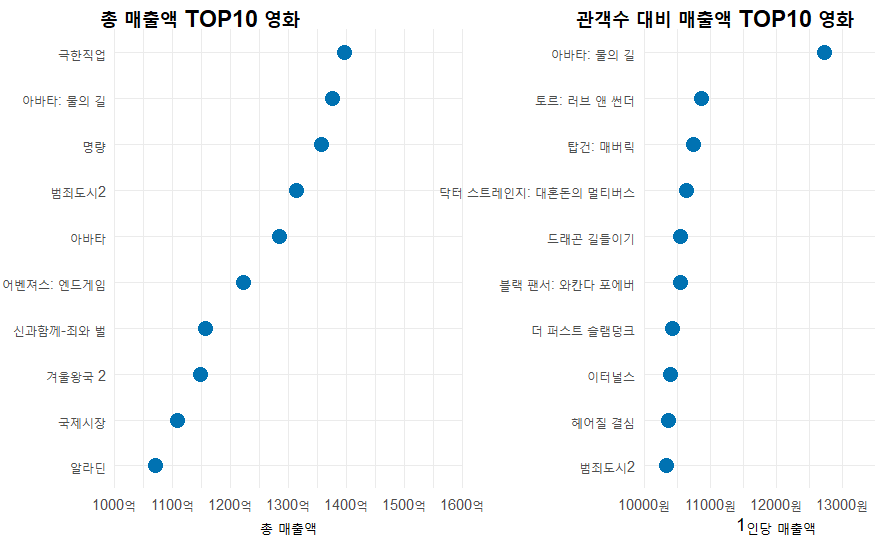 총 매출액 TOP10 영화
극한직업
아바타: 물의 길
명량
범죄도시2
아바타
어벤져스: 엔드게임
신과함께-죄와 벌
겨울왕국 2
국제시장
알라딘
1000억 1100억 1200억 1300억 1400억 1500억 1600억
총 매출액
관객수 대비 매출액 TOP10 영화
아바타: 물의 길
토르: 러브 앤 썬더
탑건: 매버릭
닥터 스트레인지: 대혼돈의 멀티버스
드래곤 길들이기
블랙 팬서: 와칸다 포에버
더 퍼스트 슬램덩크
이터널스
헤어질 결심
범죄도시2
10000원 11000원 12000원 13000원
1인당 매출액